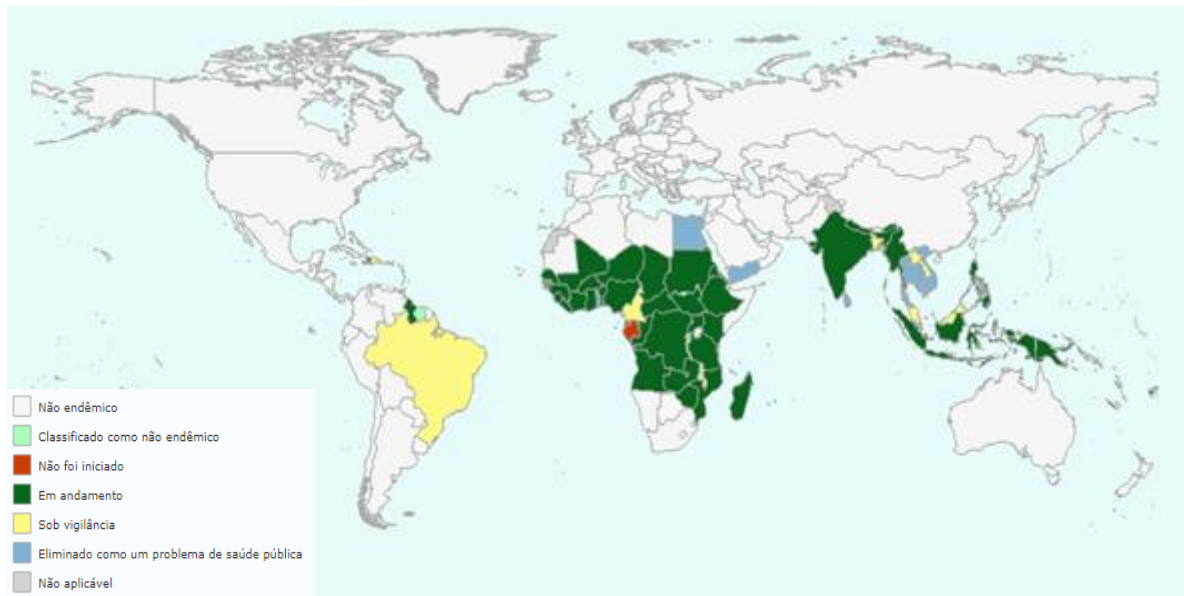 Não endêmico
Classificado como não endêmico
Não foi iniciado
Em andamento
Sob vigilância
Eliminado como um problema de saúde pública
Não aplicável